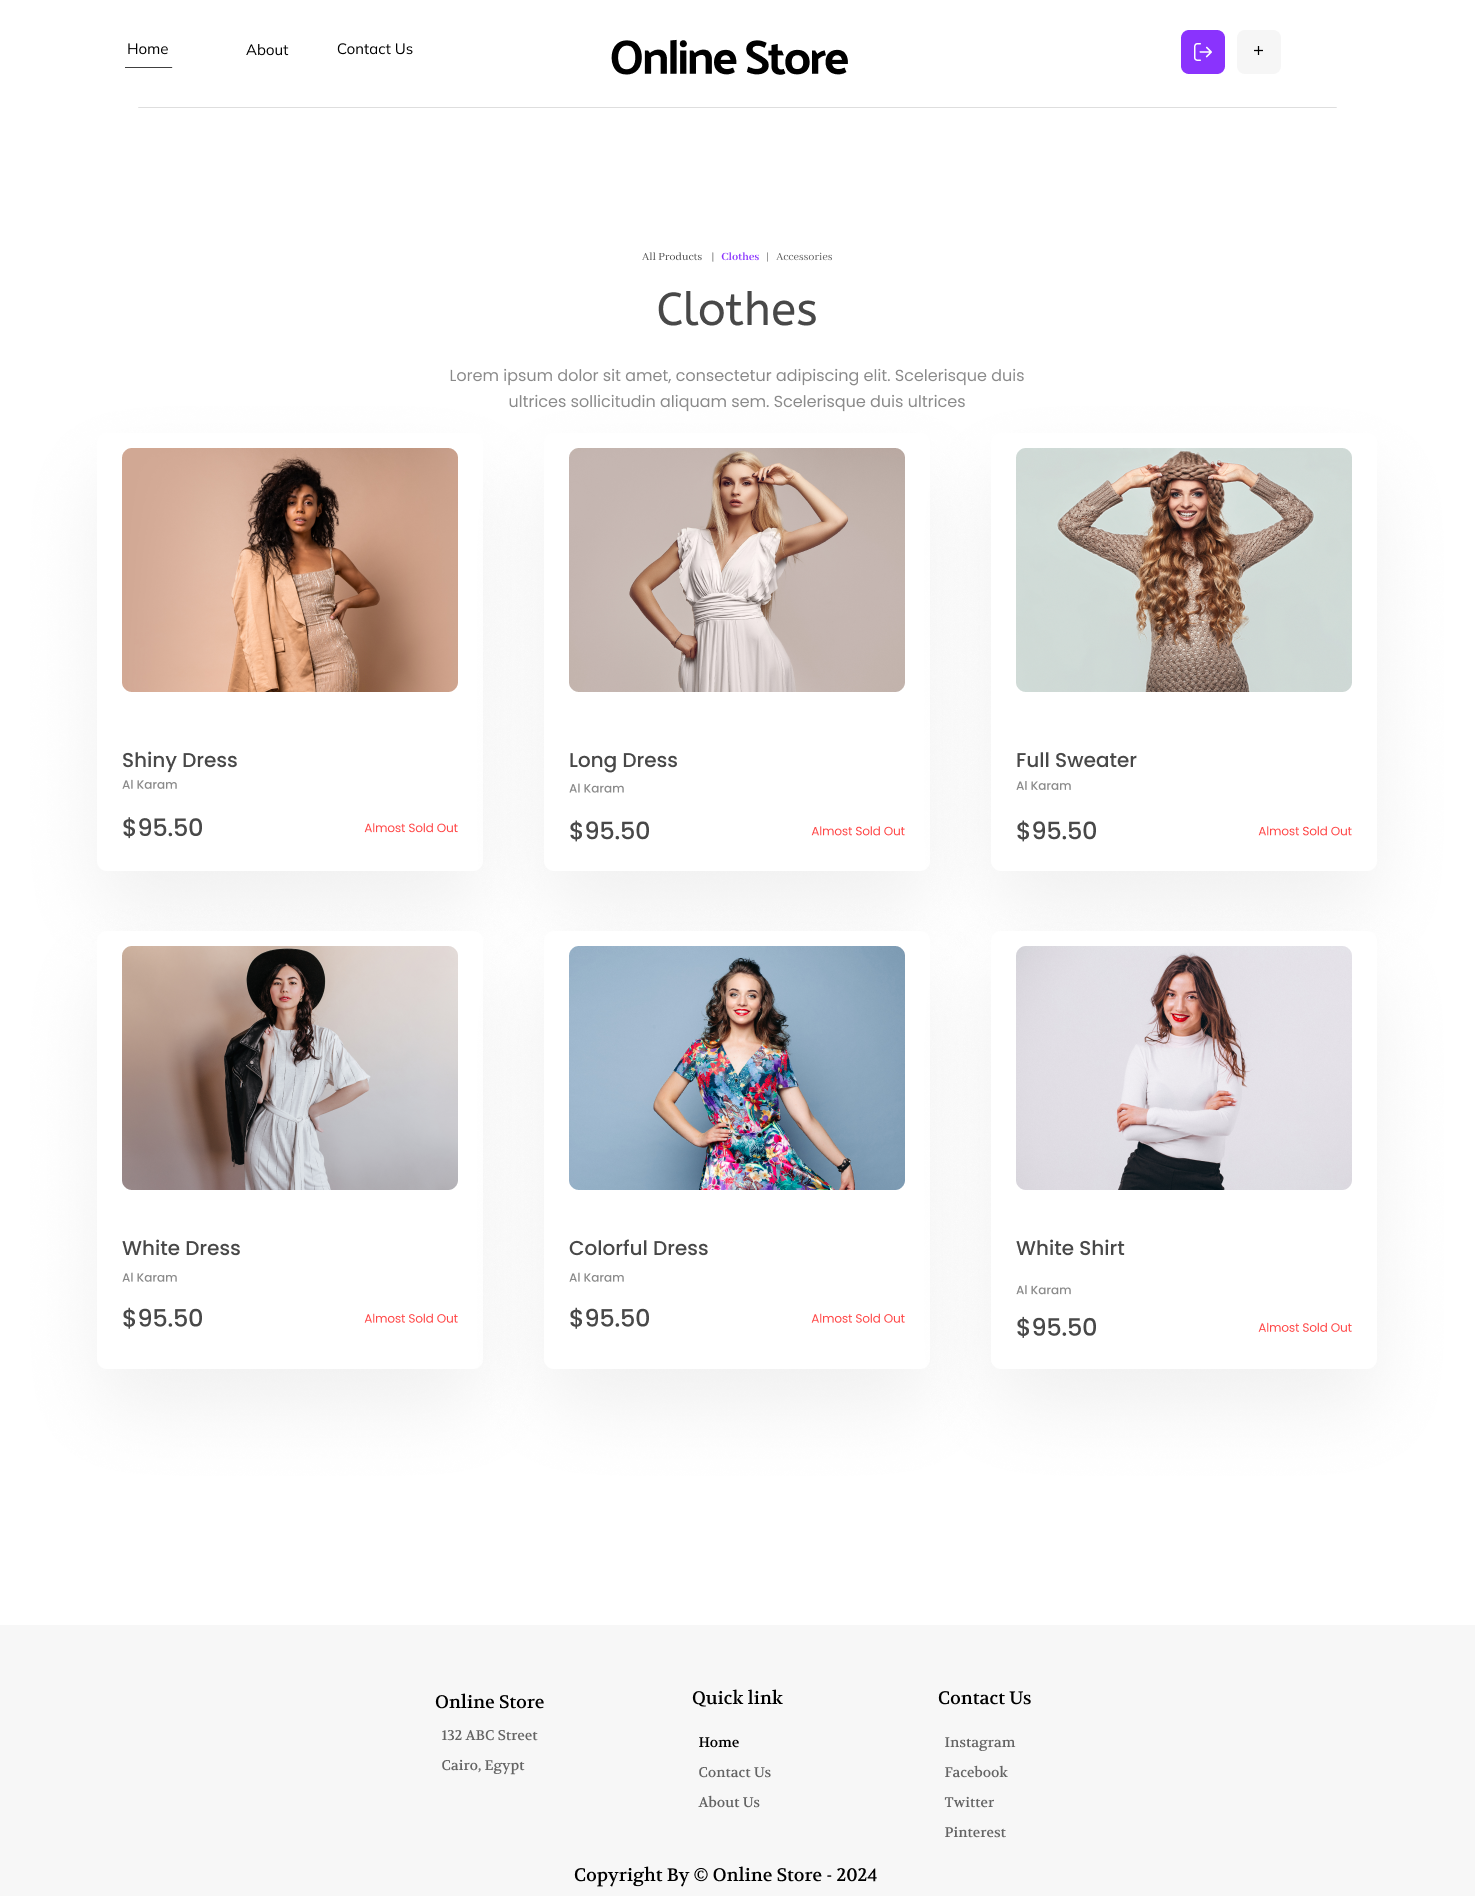 Home
About
Contact Us
Online Store
+
All Products | Clothes | Accessories
Clothes
Lorem ipsum dolor sit amet, consectetur adipiscing elit. Scelerisque duis
ultrices sollicitudin aliquam sem. Scelerisque duis ultrices
Shiny Dress
Al Karam
$95.50
Almost Sold Out
Long Dress
Al Karam
$95.50
Almost Sold Out
Full Sweater
Al Karam
$95.50
Almost Sold Out
White Dress
Al Karam
$95.50
Almost Sold Out
Colorful Dress
Al Karam
$95.50
Almost Sold Out
White Shirt
Al Karam
$95.50
Almost Sold Out
Online Store
132 ABC Street
Cairo, Egypt
Quick link
Home
Contact Us
About Us
Contact Us
Instagram
Facebook
Twitter
Pinterest
Copyright By © Online Store - 2024